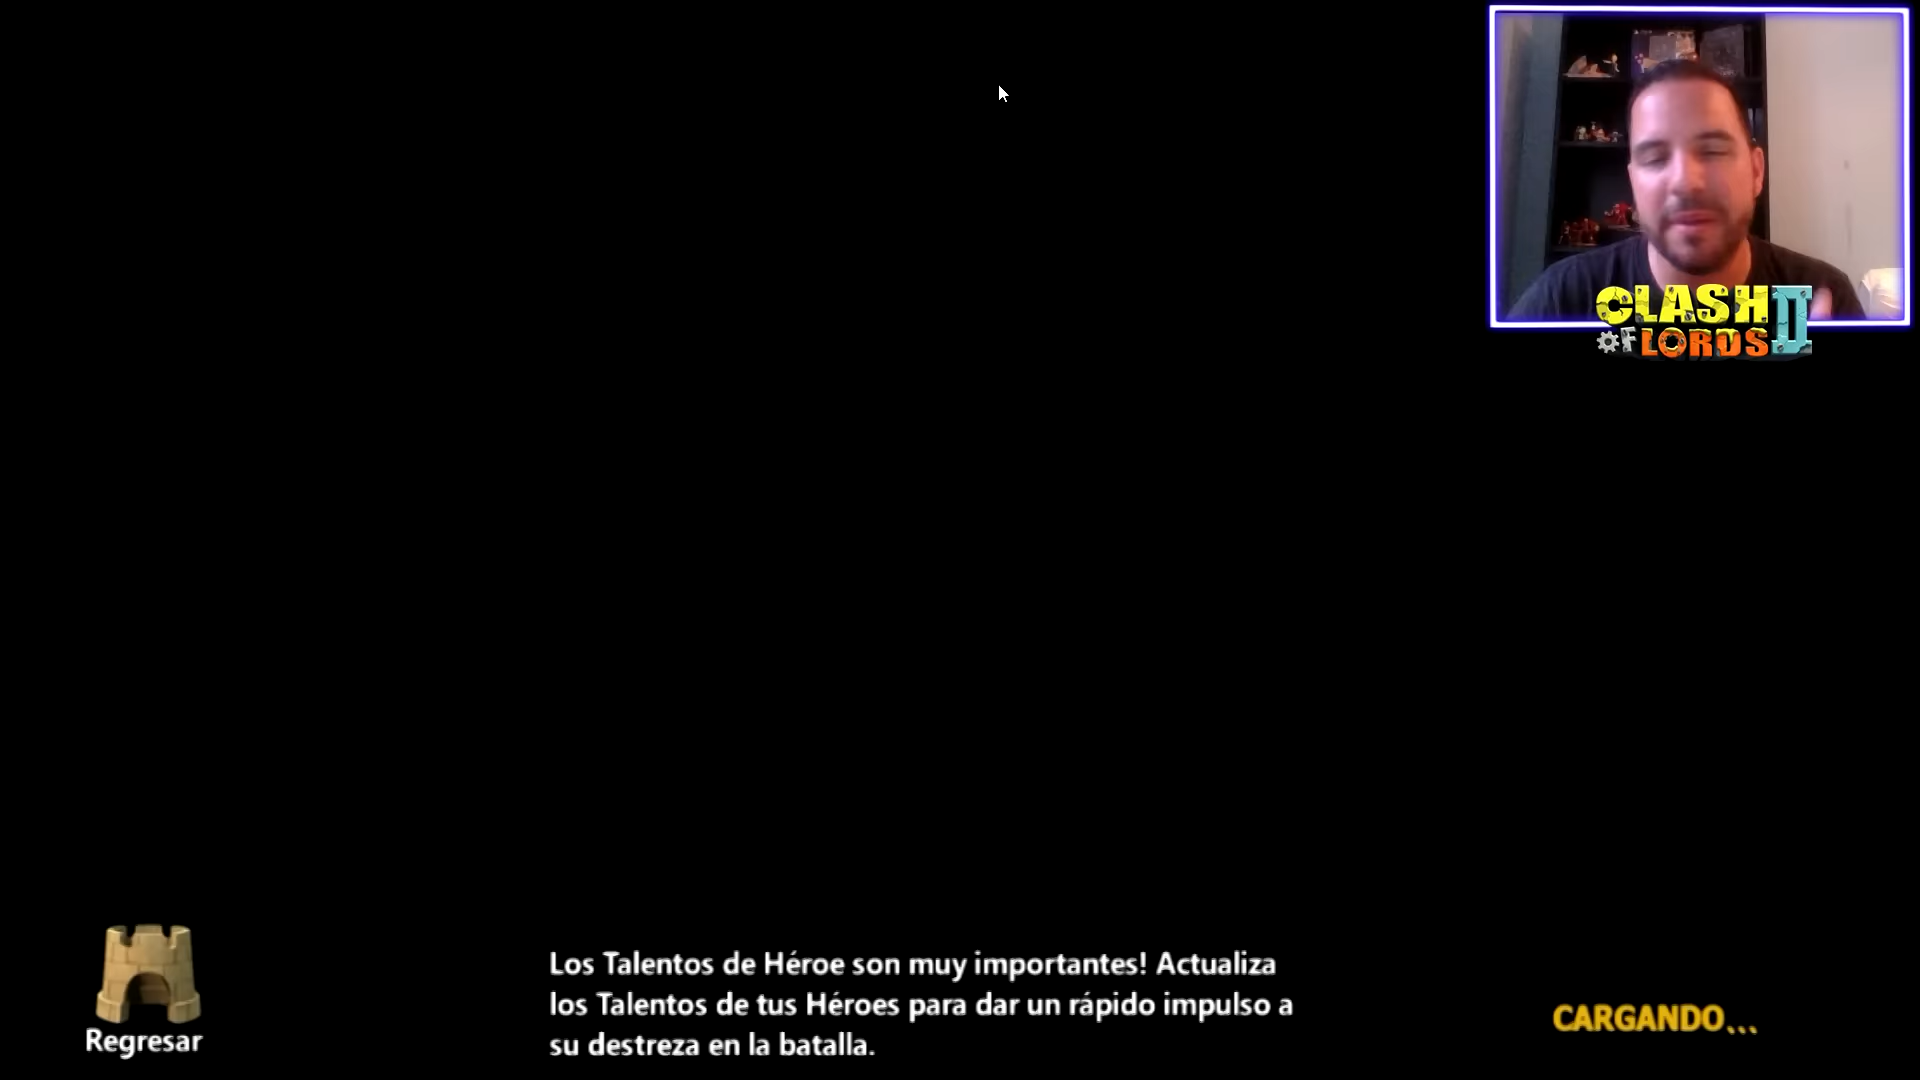 CLASH II
OF LORDS
Los Talentos de Héroe son muy importantes! Actualiza
los Talentos de tus Héroes para dar un rápido impulso a
su destreza en la batalla.
Regresar
CARGANDO...